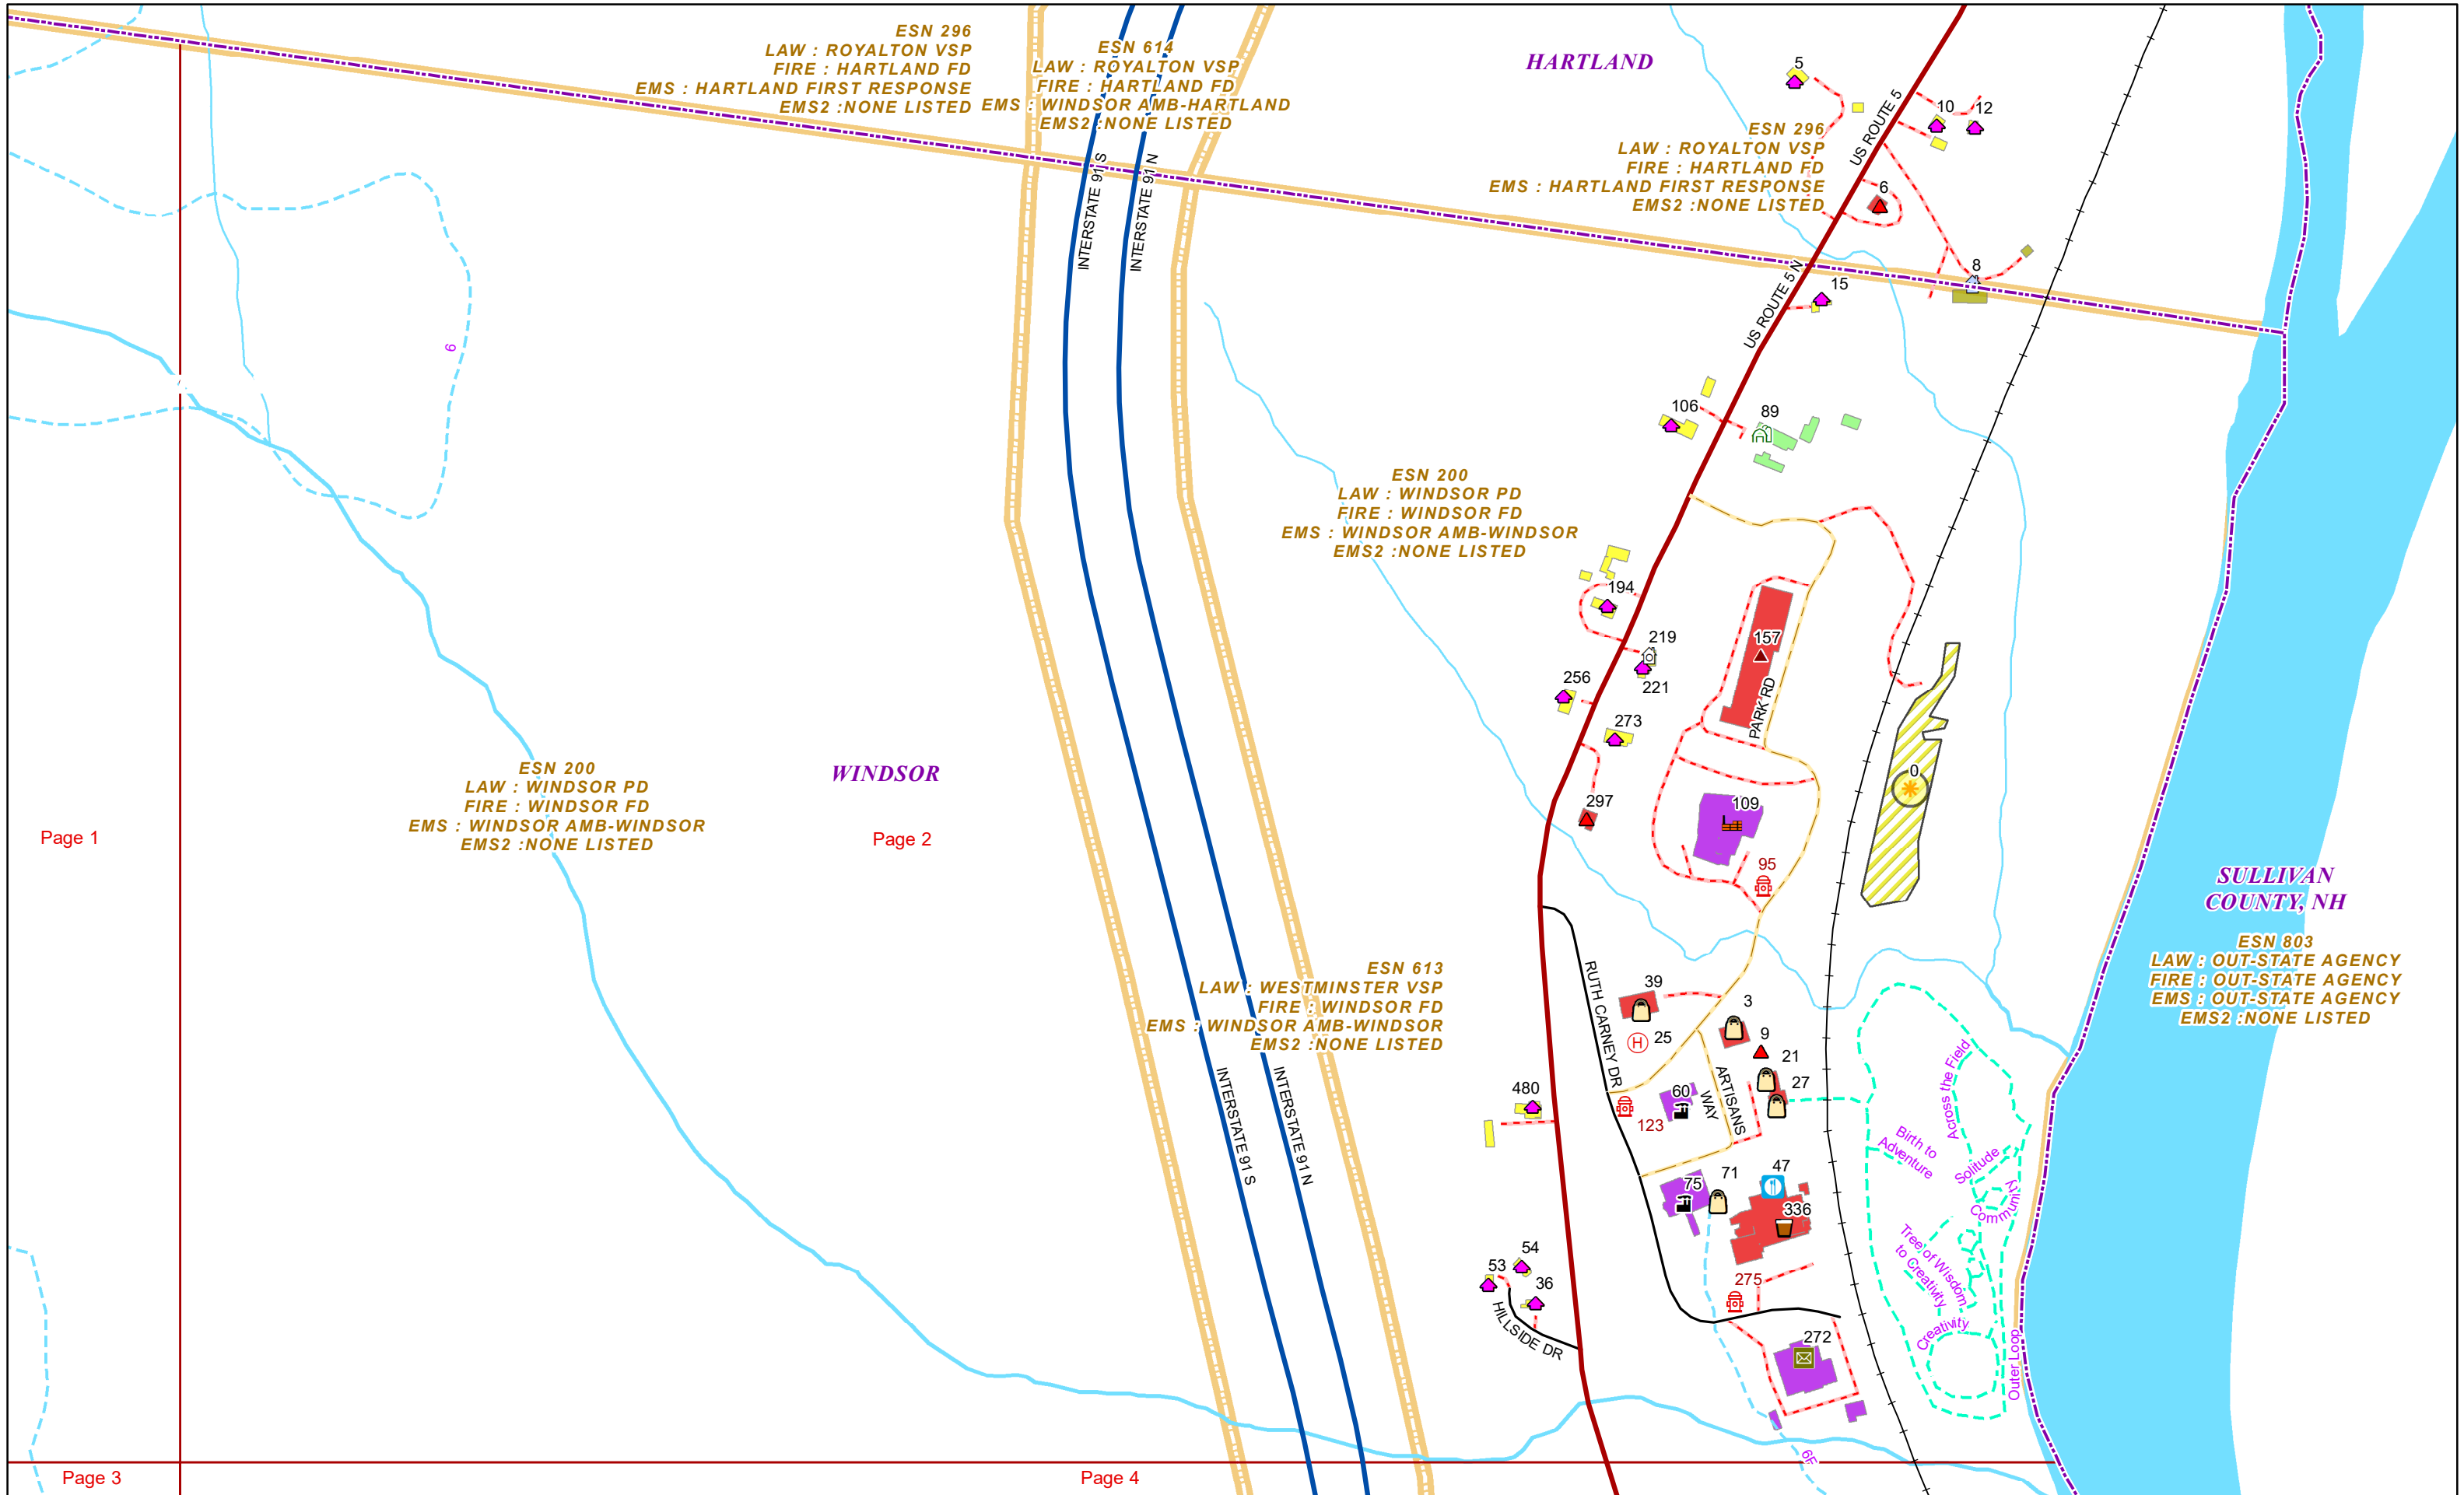 ESN 296
LAW : ROYALTON VSP
FIRE : HARTLAND FD
EMS : HARTLAND FIRST RESPONSE
EMS2 :NONE LISTED
ESN 614
LAW : ROYALTON VSP
FIRE : HARTLAND FD
EMS : WINDSOR AMB-HARTLAND
EMS2 :NONE LISTED
HARTLAND
5
10
12
US ROUTE 5
ESN 296
LAW : ROYALTON VSP
FIRE : HARTLAND FD
EMS : HARTLAND FIRST RESPONSE
EMS2 :NONE LISTED
6
8
15
INTERSTATE 91 S
INTERSTATE 91 N
US ROUTE 5 N
9
106
89
ESN 200
LAW : WINDSOR PD
FIRE : WINDSOR FD
EMS : WINDSOR AMB-WINDSOR
EMS2 :NONE LISTED
194
219
157
221
256
273
PARK RD
ESN 200
LAW : WINDSOR PD
FIRE : WINDSOR FD
EMS : WINDSOR AMB-WINDSOR
EMS2 :NONE LISTED
WINDSOR
0
297
109
Page 1
Page 2
95
SULLIVAN
COUNTY, NH
ESN 803
LAW : OUT-STATE AGENCY
FIRE : OUT-STATE AGENCY
EMS : OUT-STATE AGENCY
EMS2 :NONE LISTED
ESN 613
LAW : WESTMINSTER VSP
FIRE : WINDSOR FD
EMS : WINDSOR AMB-WINDSOR
EMS2 :NONE LISTED
RUTH CARNEY DR
39
3
H
25
9
21
27
480
60
ARTISANS
WAY
123
INTERSTATE 91 S
INTERSTATE 91 N
Across the Field
Birth to
Adventure
Solitude
Community
75
71
47
336
Tree of Wisdom
to Creativity
54
53
36
275
HILLSIDE DR
272
Creativity
Outer Loop
6F
Page 3
Page 4